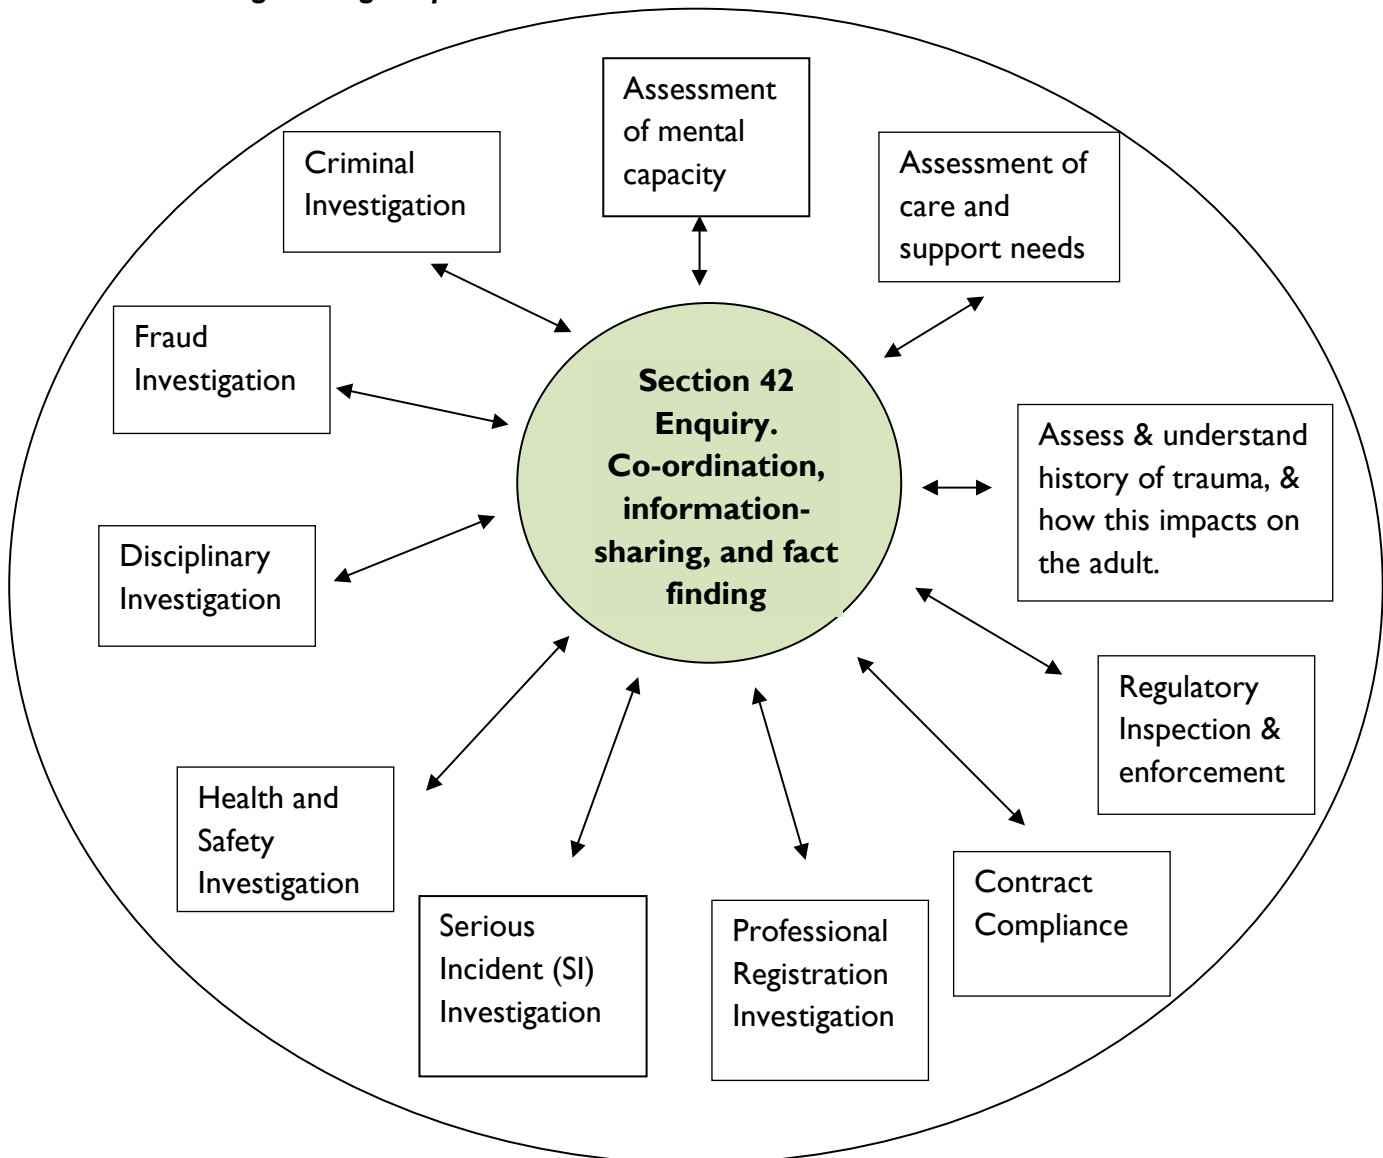 Assessment
of mental
capacity
Criminal
Investigation
Assessment of
care and
support needs
Fraud
Investigation
Section 42
Enquiry.
Co-ordination,
information-
sharing, and fact
finding
Assess & understand
history of trauma, &
how this impacts on
the adult.
Disciplinary
Investigation
Regulatory
Inspection &
enforcement
Health and
Safety
Investigation
Contract
Compliance
Serious
Incident (SI)
Investigation
Professional
Registration
Investigation